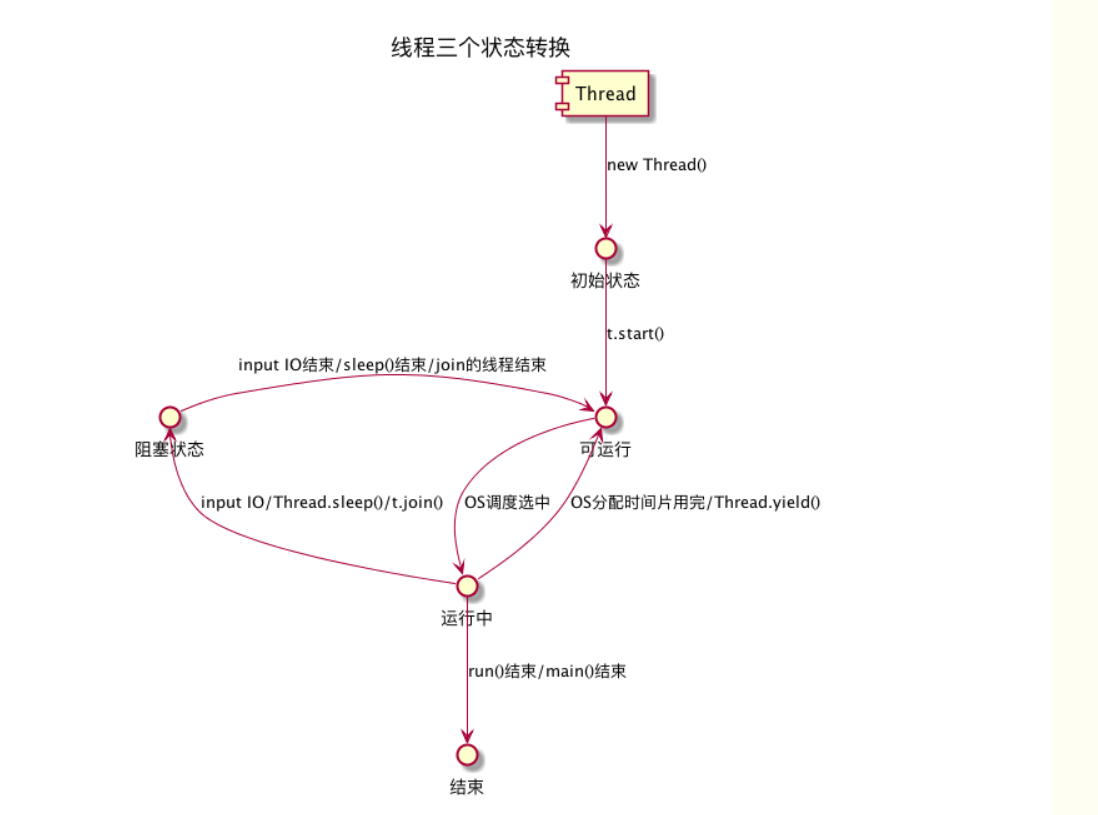 线程三个状态转换
Thread
new Thread()
初始状态
t.start()
input IO结束/sleep()结束/join的线程结束
阻塞状态
可运行
input IO/Thread.sleep()/t.join()
OS调度选中
OS分配时间片用完/Thread.yield()
运行中
run()结束/main()结束
结束